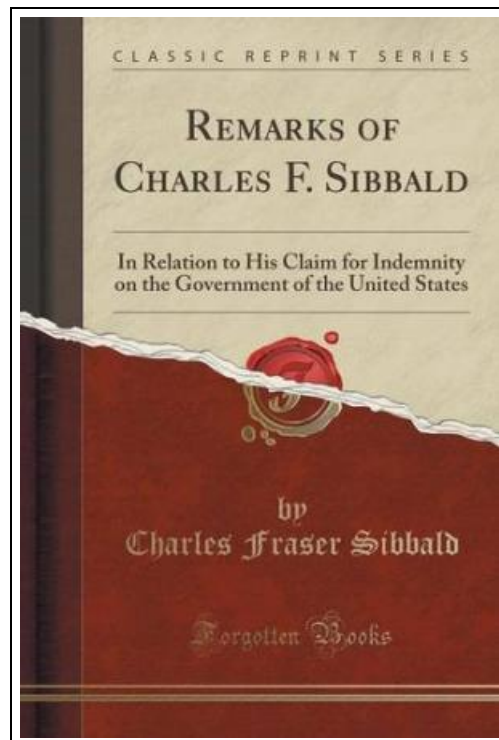 CLASSIC REPRINT SERIES
REMARKS OF
CHARLES F. SIBBALD
In Relation to His Claim for Indemnity
on the Government of the United States
by
Charles Fraser Sibbald
Forgotten Books